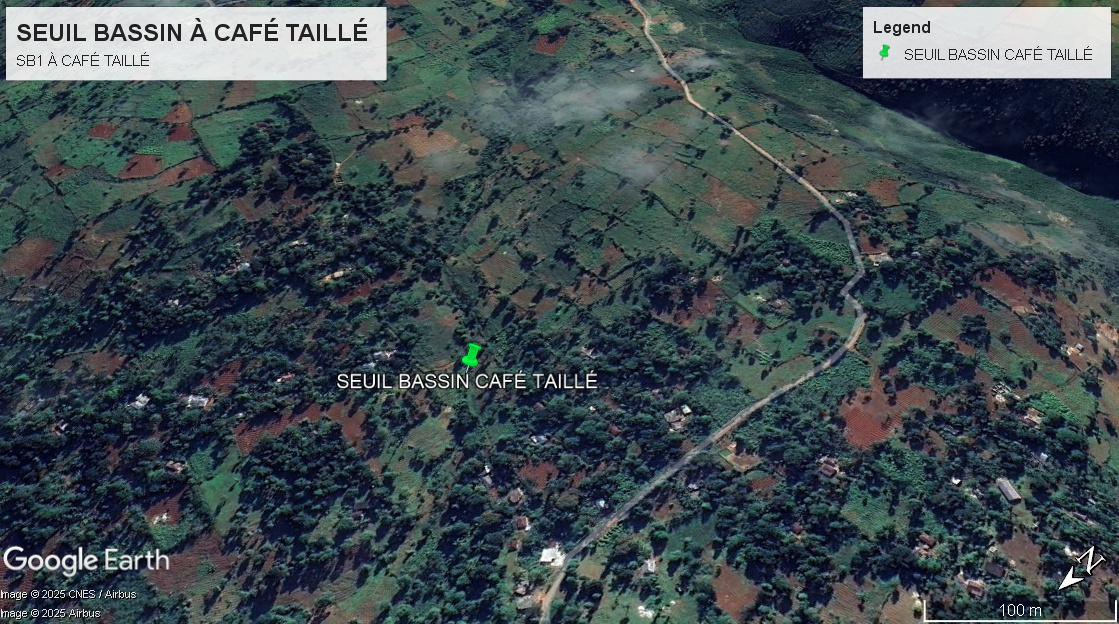 SEUIL BASSIN À CAFÉ TAILLÉ
SB1 À CAFÉ TAILLÉ
Legend
SEUIL BASSIN CAFÉ TAILLÉ
SEUIL BASSIN CAFÉ TAILLÉ
Google Earth
Image © 2025 CNES / Airbus
Image © 2025 Airbus
N
100 m